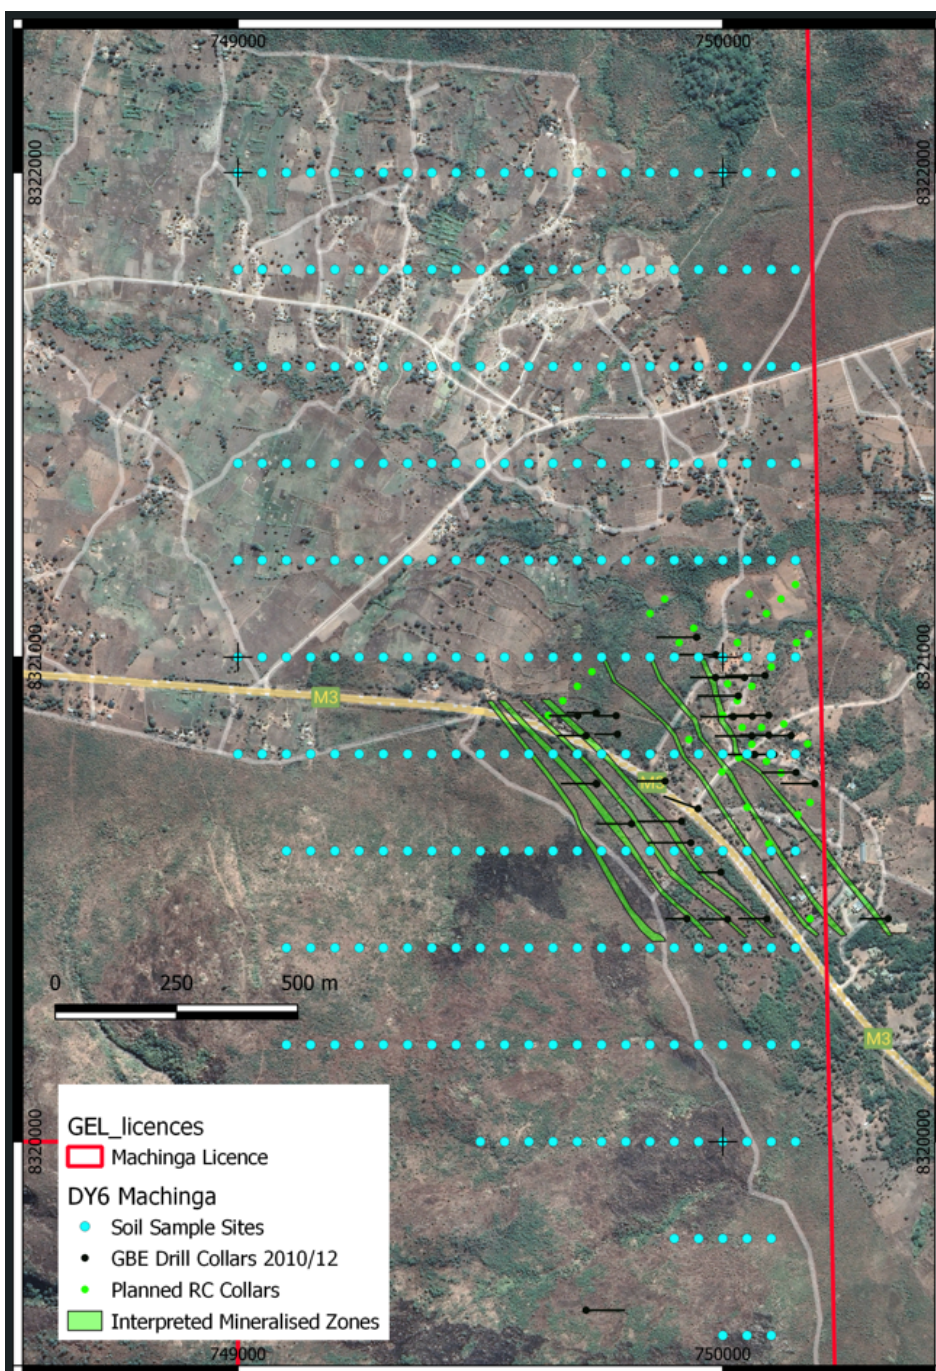 749000
750000
8322000
8322000
8321000
8321000
M3
M3
0
250
500 m
M3
8320000
8320000
GEL_licences
Machinga Licence
DY6 Machinga
Soil Sample Sites
GBE Drill Collars 2010/12
Planned RC Collars
Interpreted Mineralised Zones
749000
750000